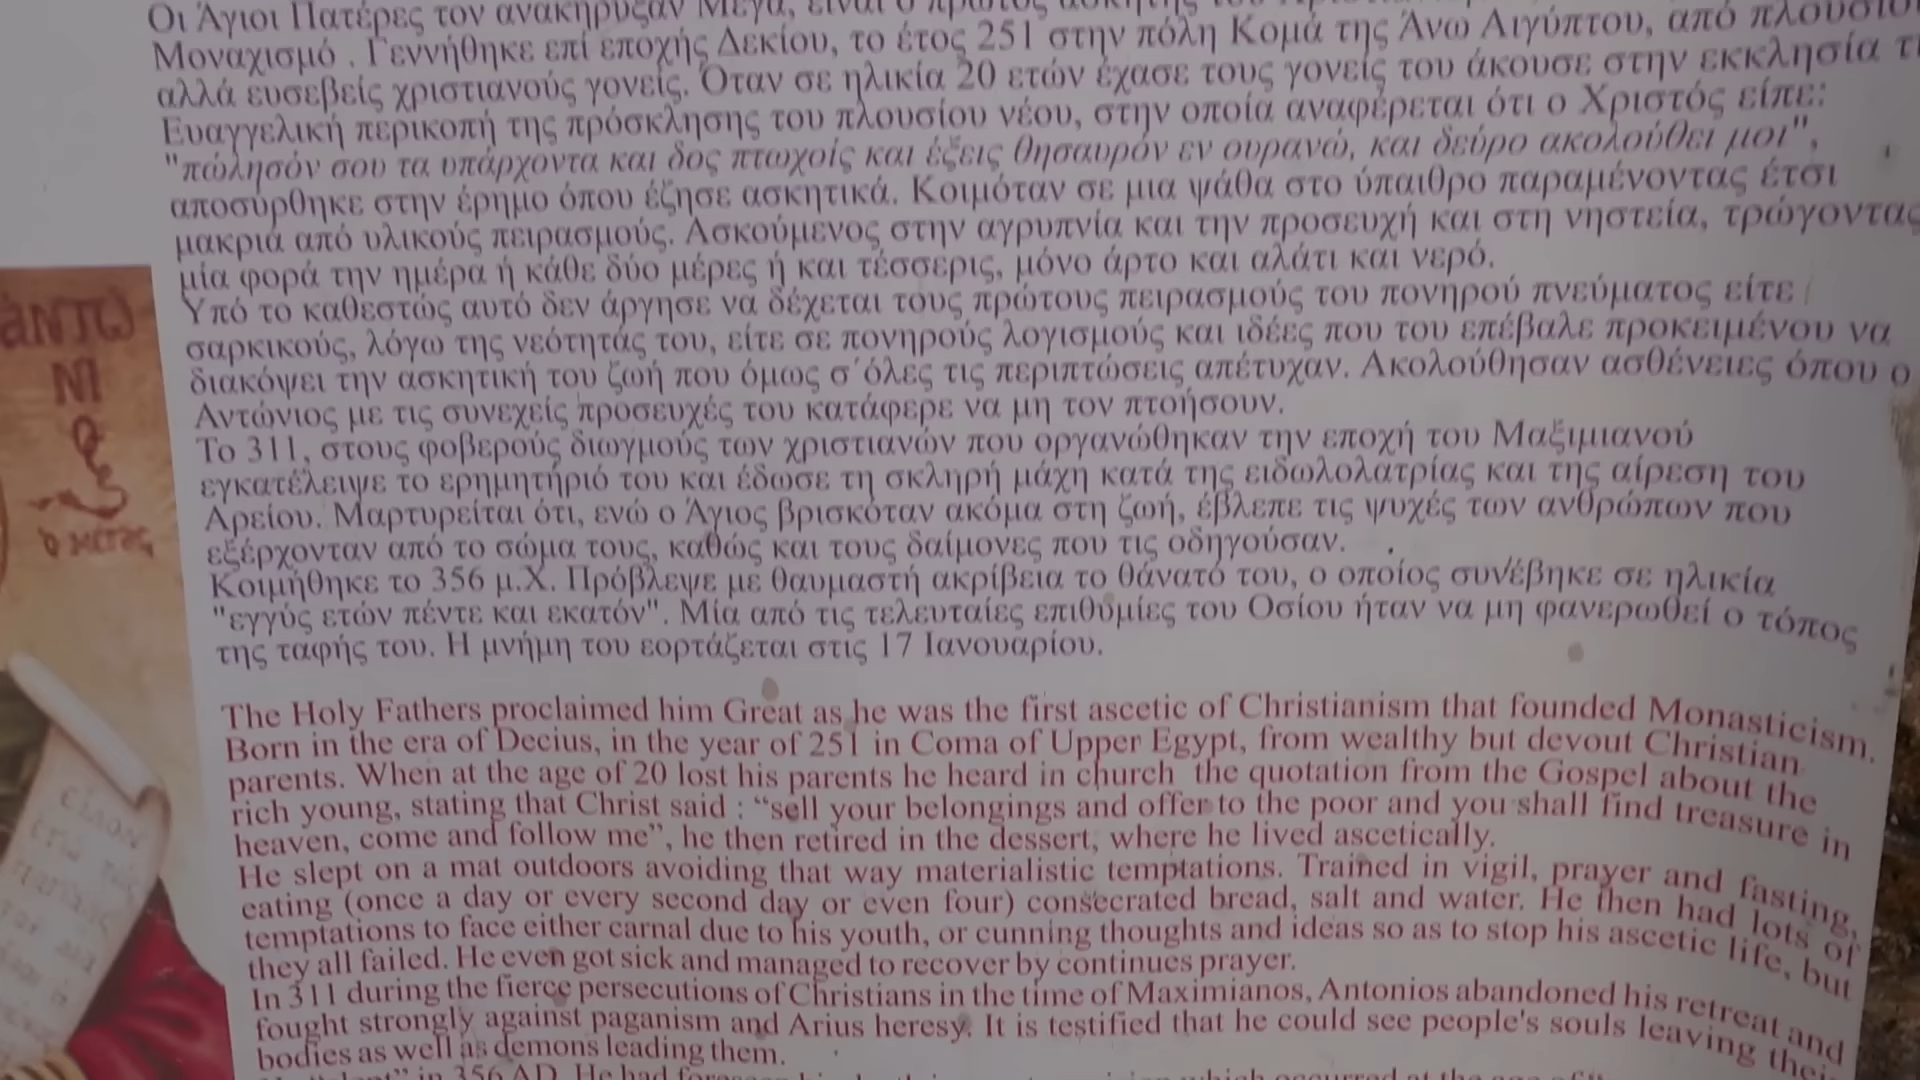 Οι Άγιοι Πατέρες τον ανακήρυξαν Μέγα, είναι ο πρώτος ασκητής του
Μοναχισμό . Γεννήθηκε επί εποχής Δεκίου, το έτος 251 στην πόλη Κομά της Άνω Αιγύπτου, από πλούσιο
αλλά ευσεβείς χριστιανούς γονείς. Όταν σε ηλικία 20 ετών έχασε τους γονείς του άκουσε στην εκκλησία
Ευαγγελική περικοπή της πρόσκλησης του πλουσίου νέου, στην οποία αναφέρεται ότι ο Χριστός είπε:
"πώλησόν σου τα υπάρχοντα και δος πτωχοίς και έξεις θησαυρόν εν ουρανώ, και δεύρο ακολούθει μοι",
αποσύρθηκε στην έρημο όπου έζησε ασκητικά. Κοιμόταν σε μια ψάθα στο ύπαιθρο παραμένοντας έτσι
μακριά από υλικούς πειρασμούς. Ασκούμενος στην αγρυπνία και την προσευχή και στη νηστεία, τρώγοντας
μία φορά την ημέρα ή κάθε δύο μέρες ή και τέσσερις, μόνο άρτο και αλάτι και νερό.
Υπό το καθεστώς αυτό δεν άργησε να δέχεται τους πρώτους πειρασμούς του πονηρού πνεύματος είτε
σαρκικούς, λόγω της νεότητάς του, είτε σε πονηρούς λογισμούς και ιδέες που του επέβαλε προκειμένου να
διακόψει την ασκητική του ζωή που όμως σ΄όλες τις περιπτώσεις απέτυχαν. Ακολούθησαν ασθένειες όπου ο
Αντώνιος με τις συνεχείς προσευχές του κατάφερε να μη τον πτοήσουν.
Το 311, στους φοβερούς διωγμούς των χριστιανών που οργανώθηκαν την εποχή του Μαξιμιανού
εγκατέλειψε το ερημητήριό του και έδωσε τη σκληρή μάχη κατά της ειδωλολατρίας και της αίρεση του
Αρείου. Μαρτυρείται ότι, ενώ ο Άγιος βρισκόταν ακόμα στη ζωή, έβλεπε τις ψυχές των ανθρώπων που
εξέρχονταν από το σώμα τους, καθώς και τους δαίμονες που τις οδηγούσαν.
Κοιμήθηκε το 356 μ.Χ. Πρόβλεψε με θαυμαστή ακρίβεια το θάνατό του, ο οποίος συνέβηκε σε ηλικία
"εγγύς ετών πέντε και εκατόν". Μία από τις τελευταίες επιθυμίες του Οσίου ήταν να μη φανερωθεί ο τόπος
της ταφής του. Η μνήμη του εορτάζεται στις 17 Ιανουαρίου.
ἀντώ
νι
ο
ς
ὁ μέγας
The Holy Fathers proclaimed him Great as he was the first ascetic of Christianism that founded Monasticism.
Born in the era of Decius, in the year of 251 in Coma of Upper Egypt, from wealthy but devout Christian
parents. When at the age of 20 lost his parents he heard in church the quotation from the Gospel about the
rich young, stating that Christ said : “sell your belongings and offer to the poor and you shall find treasure in
heaven, come and follow me”, he then retired in the dessert, where he lived ascetically.
He slept on a mat outdoors avoiding that way materialistic temptations. Trained in vigil, prayer and fasting,
eating (once a day or every second day or even four) consecrated bread, salt and water. He then had lots of
temptations to face either carnal due to his youth, or cunning thoughts and ideas so as to stop his ascetic life, but
they all failed. He even got sick and managed to recover by continues prayer.
In 311 during the fierce persecutions of Christians in the time of Maximianos, Antonios abandoned his retreat and
fought strongly against paganism and Arius heresy. It is testified that he could see people's souls leaving their
bodies as well as demons leading them.
in 356 AD. He had